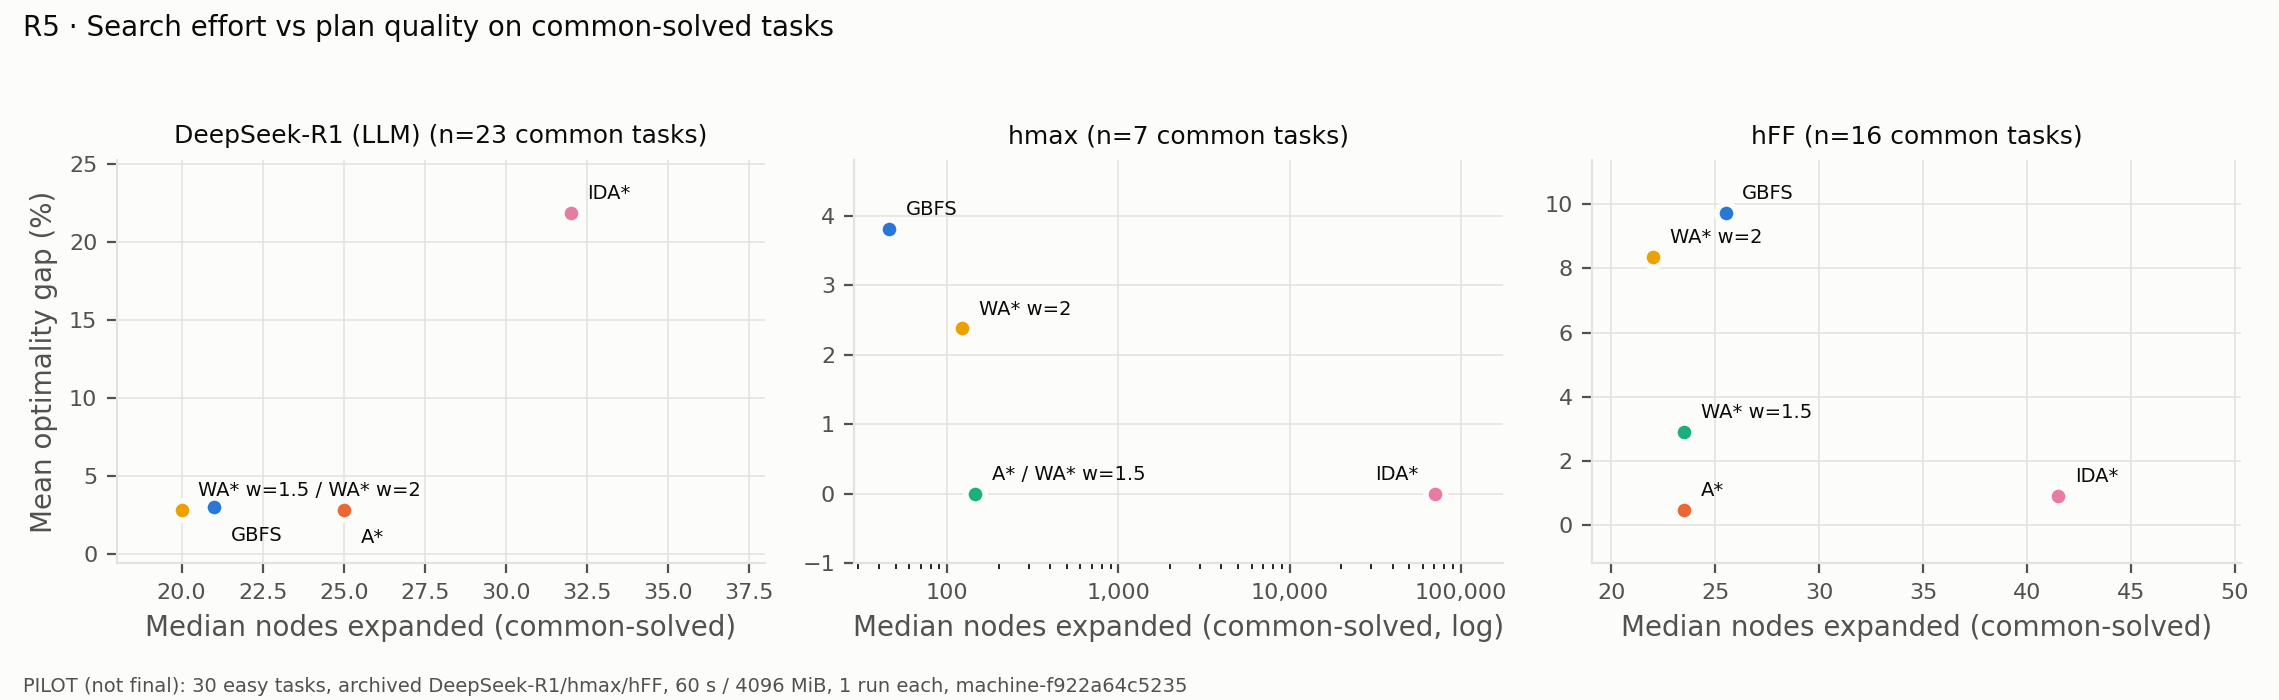 R5 · Search effort vs plan quality on common-solved tasks
DeepSeek-R1 (LLM) (n=23 common tasks)
Mean optimality gap (%)
25
20
15
10
5
0
IDA*
WA* w=1.5 / WA* w=2
GBFS
A*
20.0 22.5 25.0 27.5 30.0 32.5 35.0 37.5
Median nodes expanded (common-solved)
hmax (n=7 common tasks)
4
3
2
1
0
−1
GBFS
WA* w=2
A* / WA* w=1.5
IDA*
100 1,000 10,000 100,000
Median nodes expanded (common-solved, log)
hFF (n=16 common tasks)
10
8
6
4
2
0
GBFS
WA* w=2
WA* w=1.5
IDA*
A*
20 25 30 35 40 45 50
Median nodes expanded (common-solved)
PILOT (not final): 30 easy tasks, archived DeepSeek-R1/hmax/hFF, 60 s / 4096 MiB, 1 run each, machine-f922a64c5235